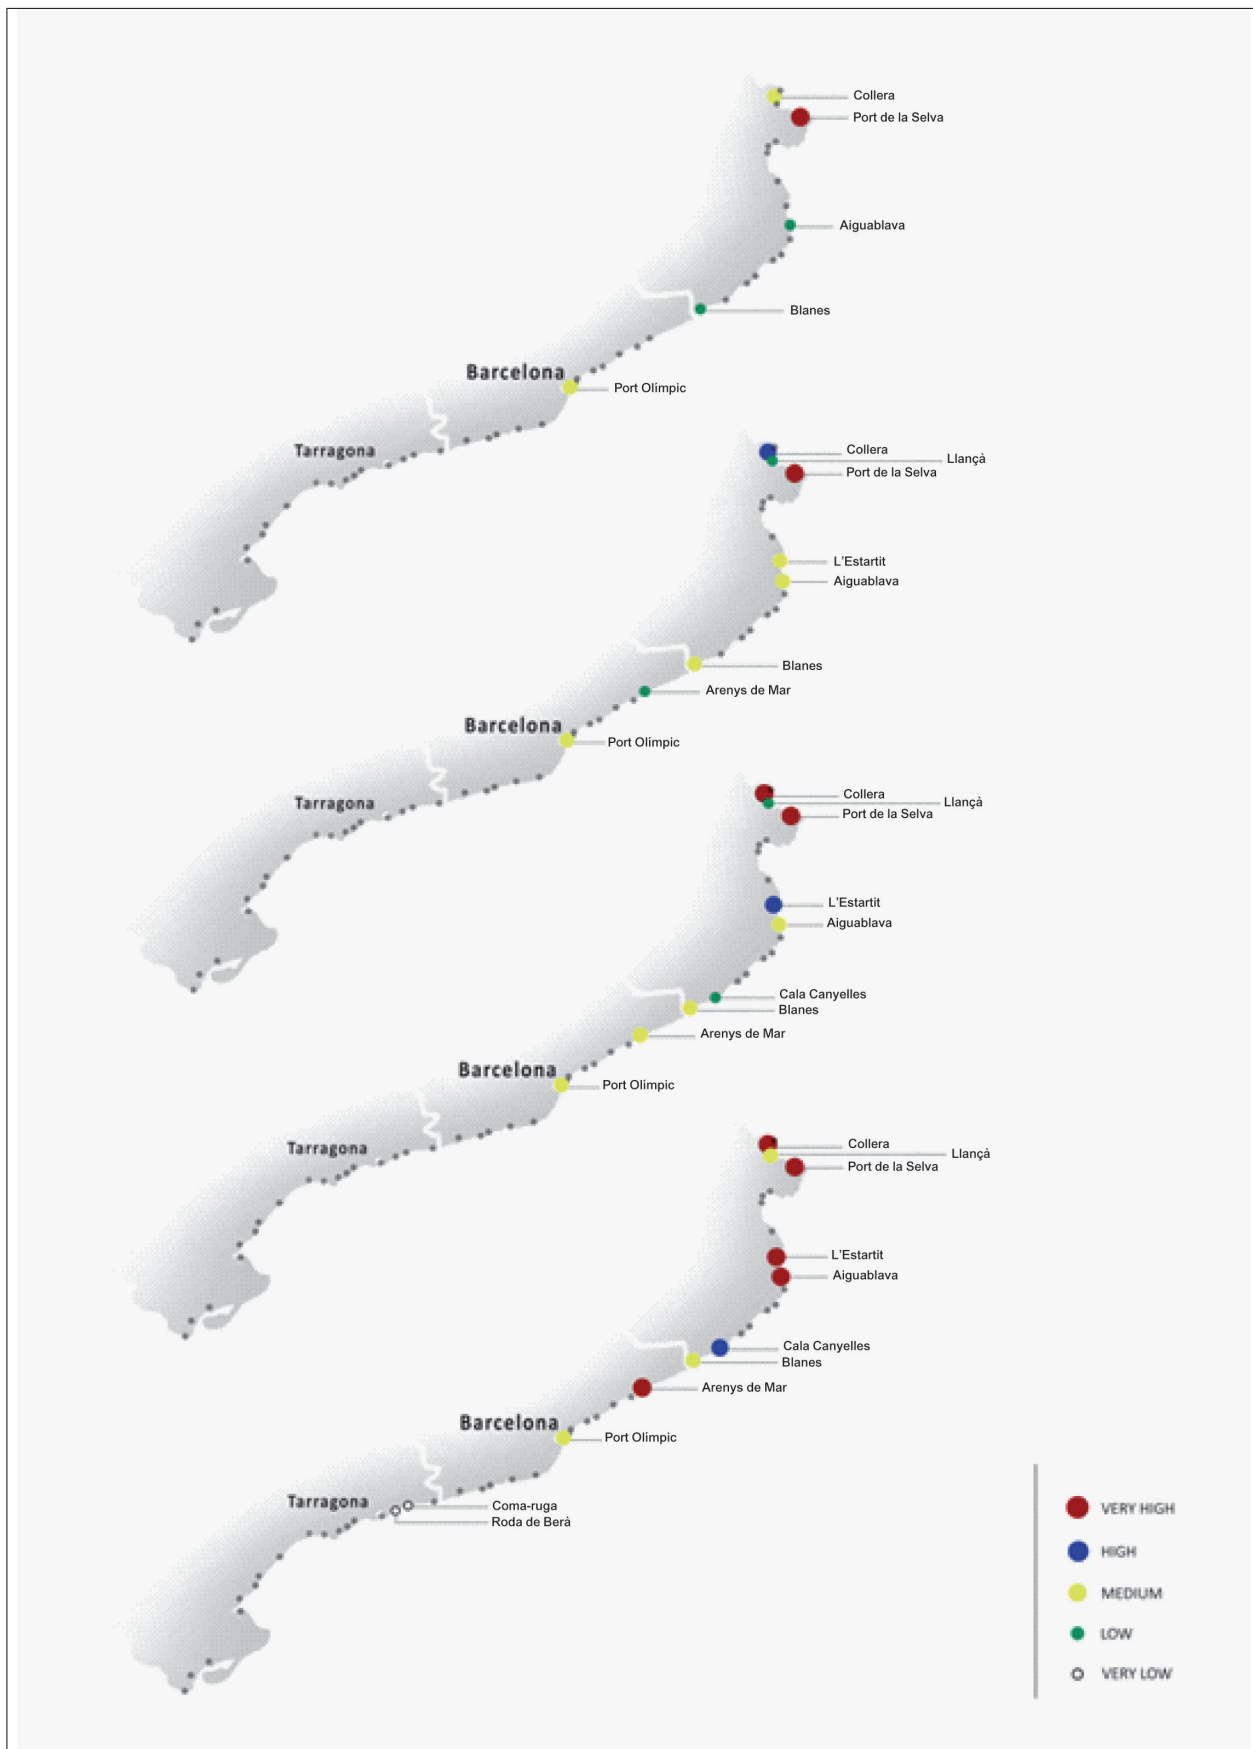 Collera
Port de la Selva
Aiguablava
Blanes
Barcelona
Port Olimpic
Tarragona
Collera
Llançà
Port de la Selva
L'Estartit
Aiguablava
Blanes
Arenys de Mar
Barcelona
Port Olimpic
Tarragona
Collera
Llançà
Port de la Selva
L'Estartit
Aiguablava
Cala Canyelles
Blanes
Arenys de Mar
Barcelona
Port Olimpic
Tarragona
Collera
Llançà
Port de la Selva
L'Estartit
Aiguablava
Cala Canyelles
Blanes
Arenys de Mar
Barcelona
Port Olimpic
Tarragona
Coma-ruga
Roda de Berà
VERY HIGH
HIGH
MEDIUM
LOW
VERY LOW